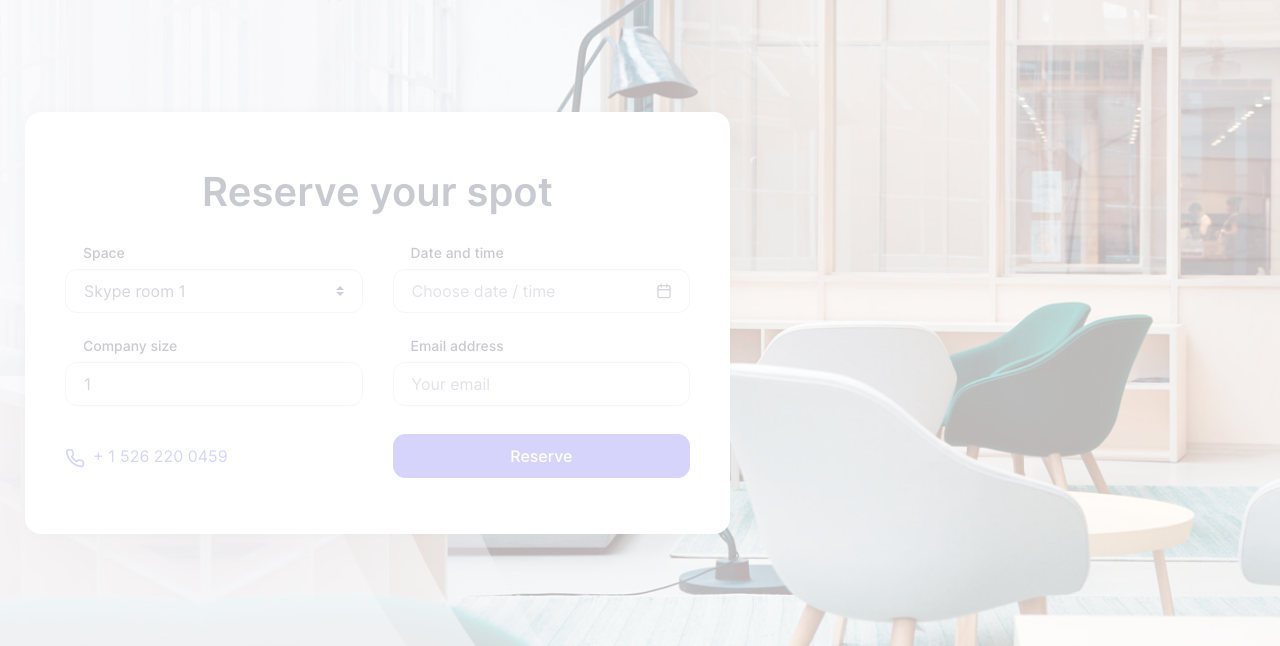 Reserve your spot
Space
Date and time
Skype room 1
Choose date / time
Company size
Email address
1
Your email
+ 1 526 220 0459
Reserve